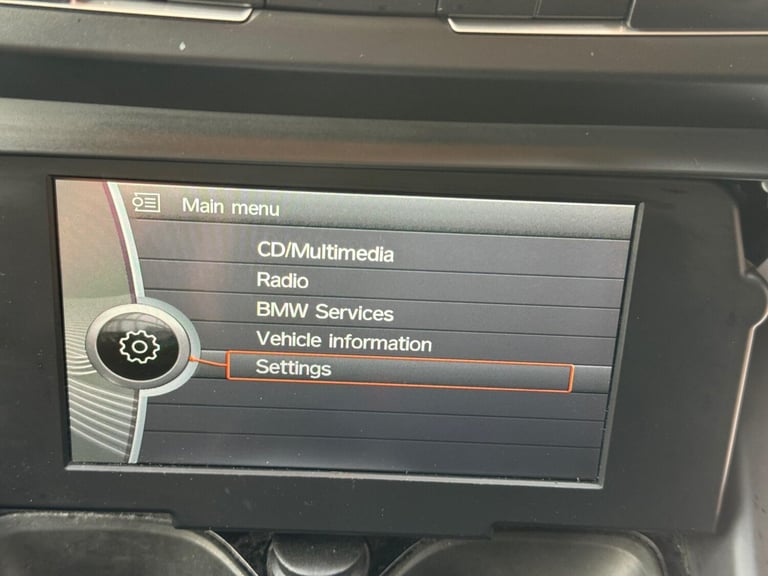 Main menu
CD/Multimedia
Radio
BMW Services
Vehicle information
Settings